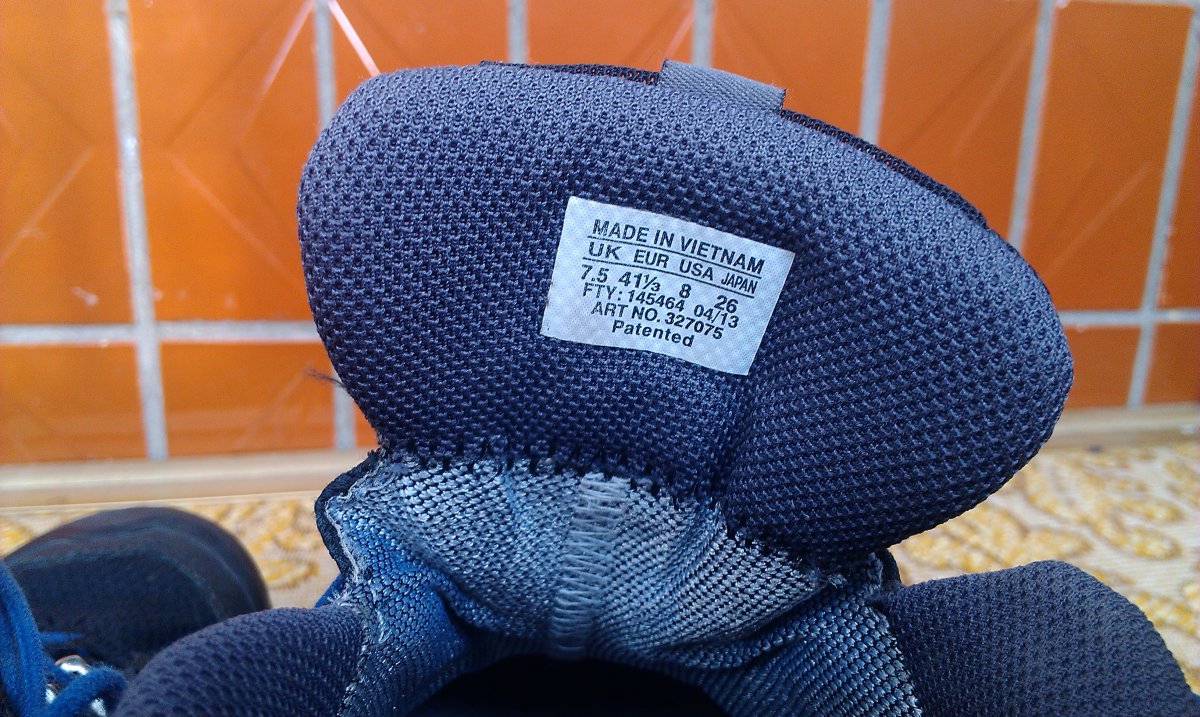 MADE IN VIETNAM
UK EUR USA JAPAN
7.5 41⅓ 8 26
FTY: 145464 04/13
ART NO. 327075
Patented